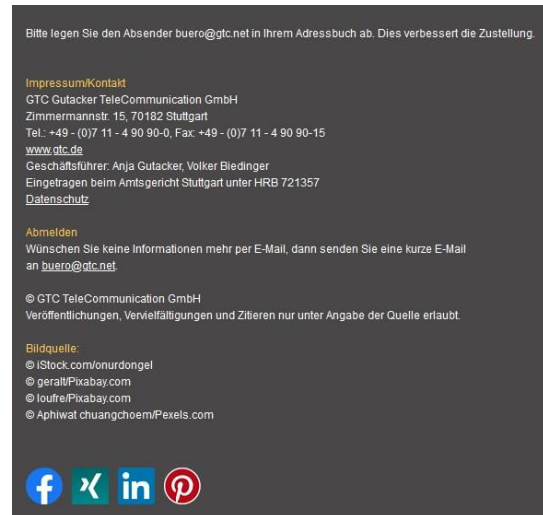 Bitte legen Sie den Absender buero@gtc.net in Ihrem Adressbuch ab. Dies verbessert die Zustellung.
Impressum/Kontakt
GTC Gutacker TeleCommunication GmbH
Zimmermannstr. 15, 70182 Stuttgart
Tel.: +49 - (0)7 11 - 4 90 90-0, Fax: +49 - (0)7 11 - 4 90 90-15
www.gtc.de
Geschäftsführer: Anja Gutacker, Volker Biedinger
Eingetragen beim Amtsgericht Stuttgart unter HRB 721357
Datenschutz
Abmelden
Wünschen Sie keine Informationen mehr per E-Mail, dann senden Sie eine kurze E-Mail
an buero@gtc.net.
© GTC TeleCommunication GmbH
Veröffentlichungen, Vervielfältigungen und Zitieren nur unter Angabe der Quelle erlaubt.
Bildquelle:
© iStock.com/onurdongel
© geralt/Pixabay.com
© loufre/Pixabay.com
© Aphiwat chuangchoem/Pexels.com